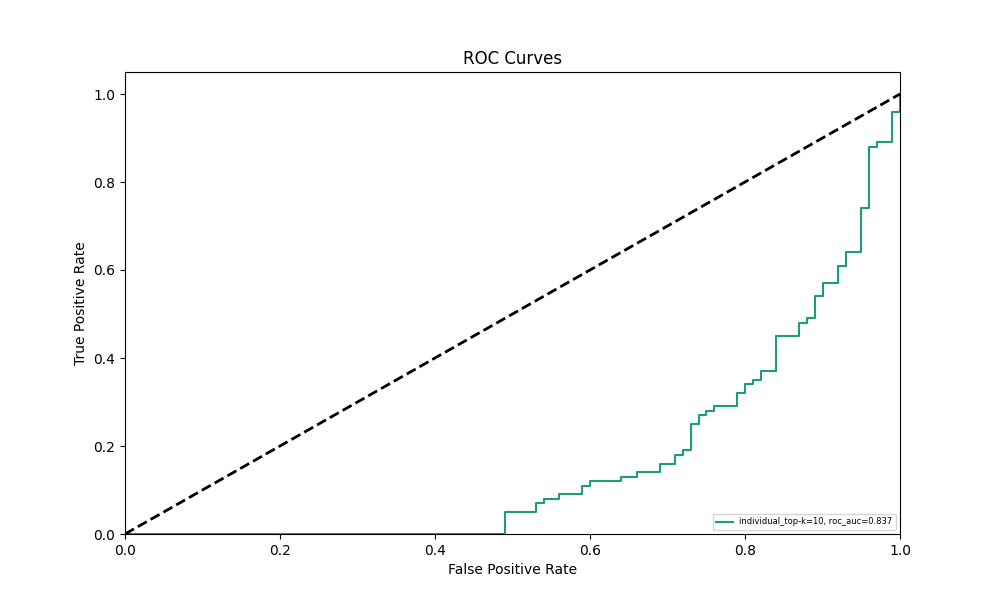 ROC Curves
1.0
0.8
0.6
0.4
0.2
0.0
True Positive Rate
individual_top-k=10, roc_auc=0.837
0.0 0.2 0.4 0.6 0.8 1.0
False Positive Rate